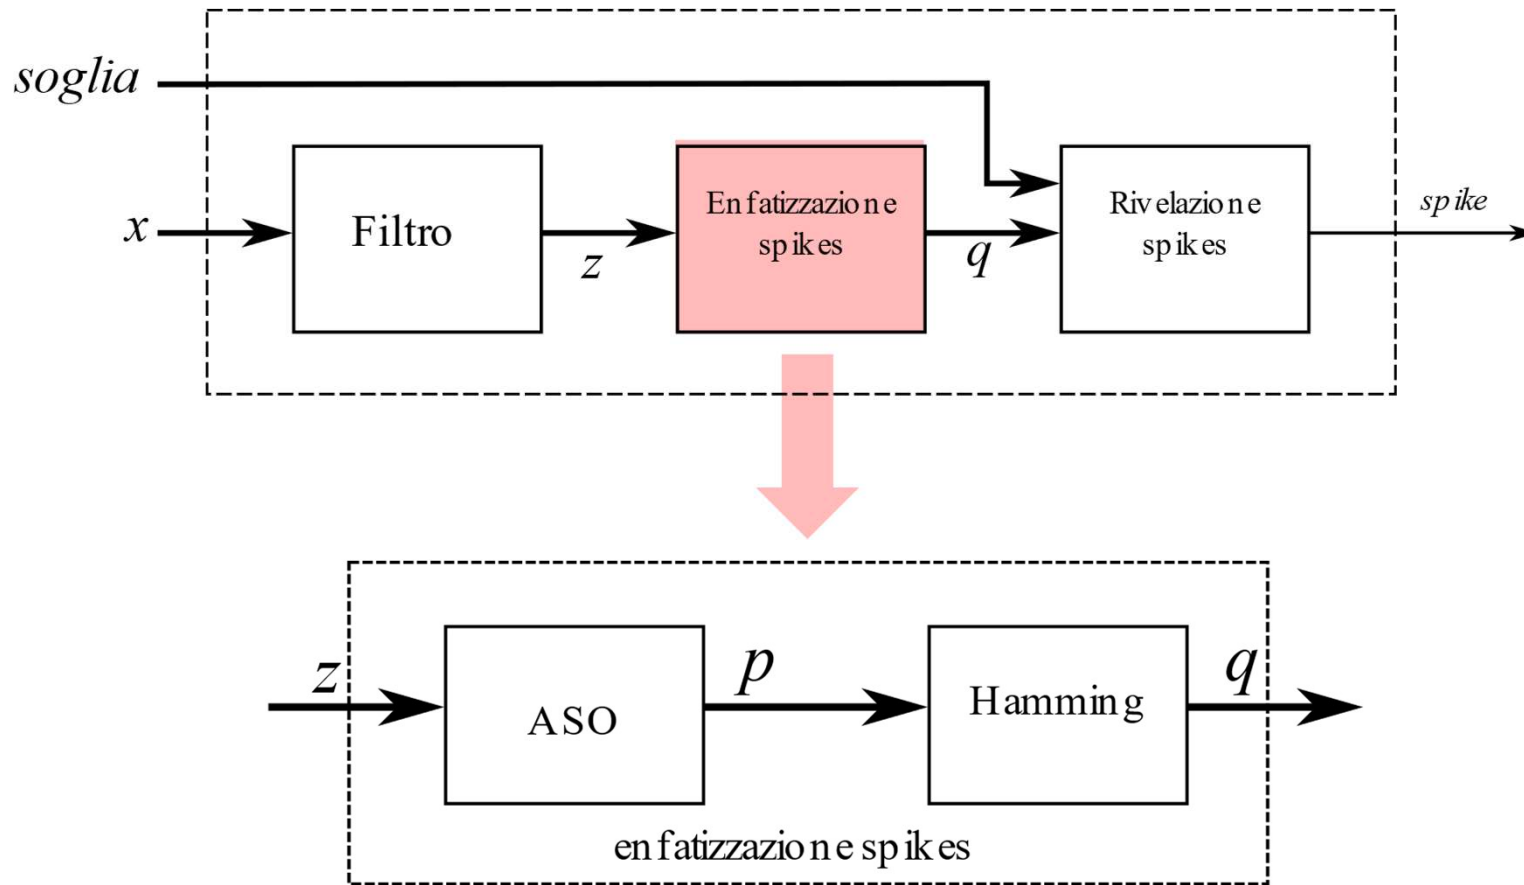 soglia
x
Filtro
z
Enfatizzazione
spikes
q
Rivelazione
spikes
spike
z
ASO
p
Hamming
q
enfatizzazione spikes